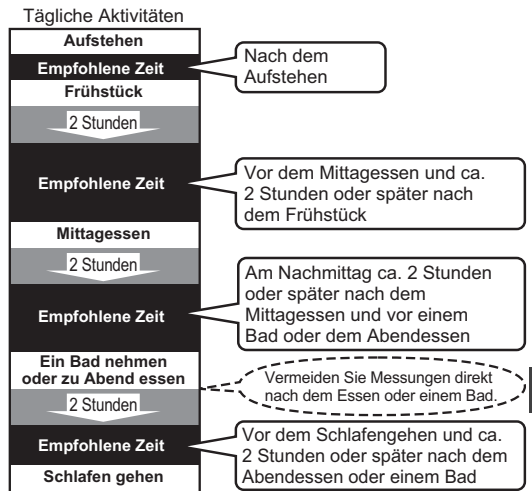 Tägliche Aktivitäten
Aufstehen
Empfohlene Zeit
Nach dem
Aufstehen
Frühstück
2 Stunden
Empfohlene Zeit
Vor dem Mittagessen und ca.
2 Stunden oder später nach
dem Frühstück
Mittagessen
2 Stunden
Empfohlene Zeit
Am Nachmittag ca. 2 Stunden
oder später nach dem
Mittagessen und vor einem
Bad oder dem Abendessen
Ein Bad nehmen
oder zu Abend essen
Vermeiden Sie Messungen direkt
nach dem Essen oder einem Bad.
2 Stunden
Empfohlene Zeit
Vor dem Schlafengehen und ca.
2 Stunden oder später nach dem
Abendessen oder einem Bad
Schlafen gehen